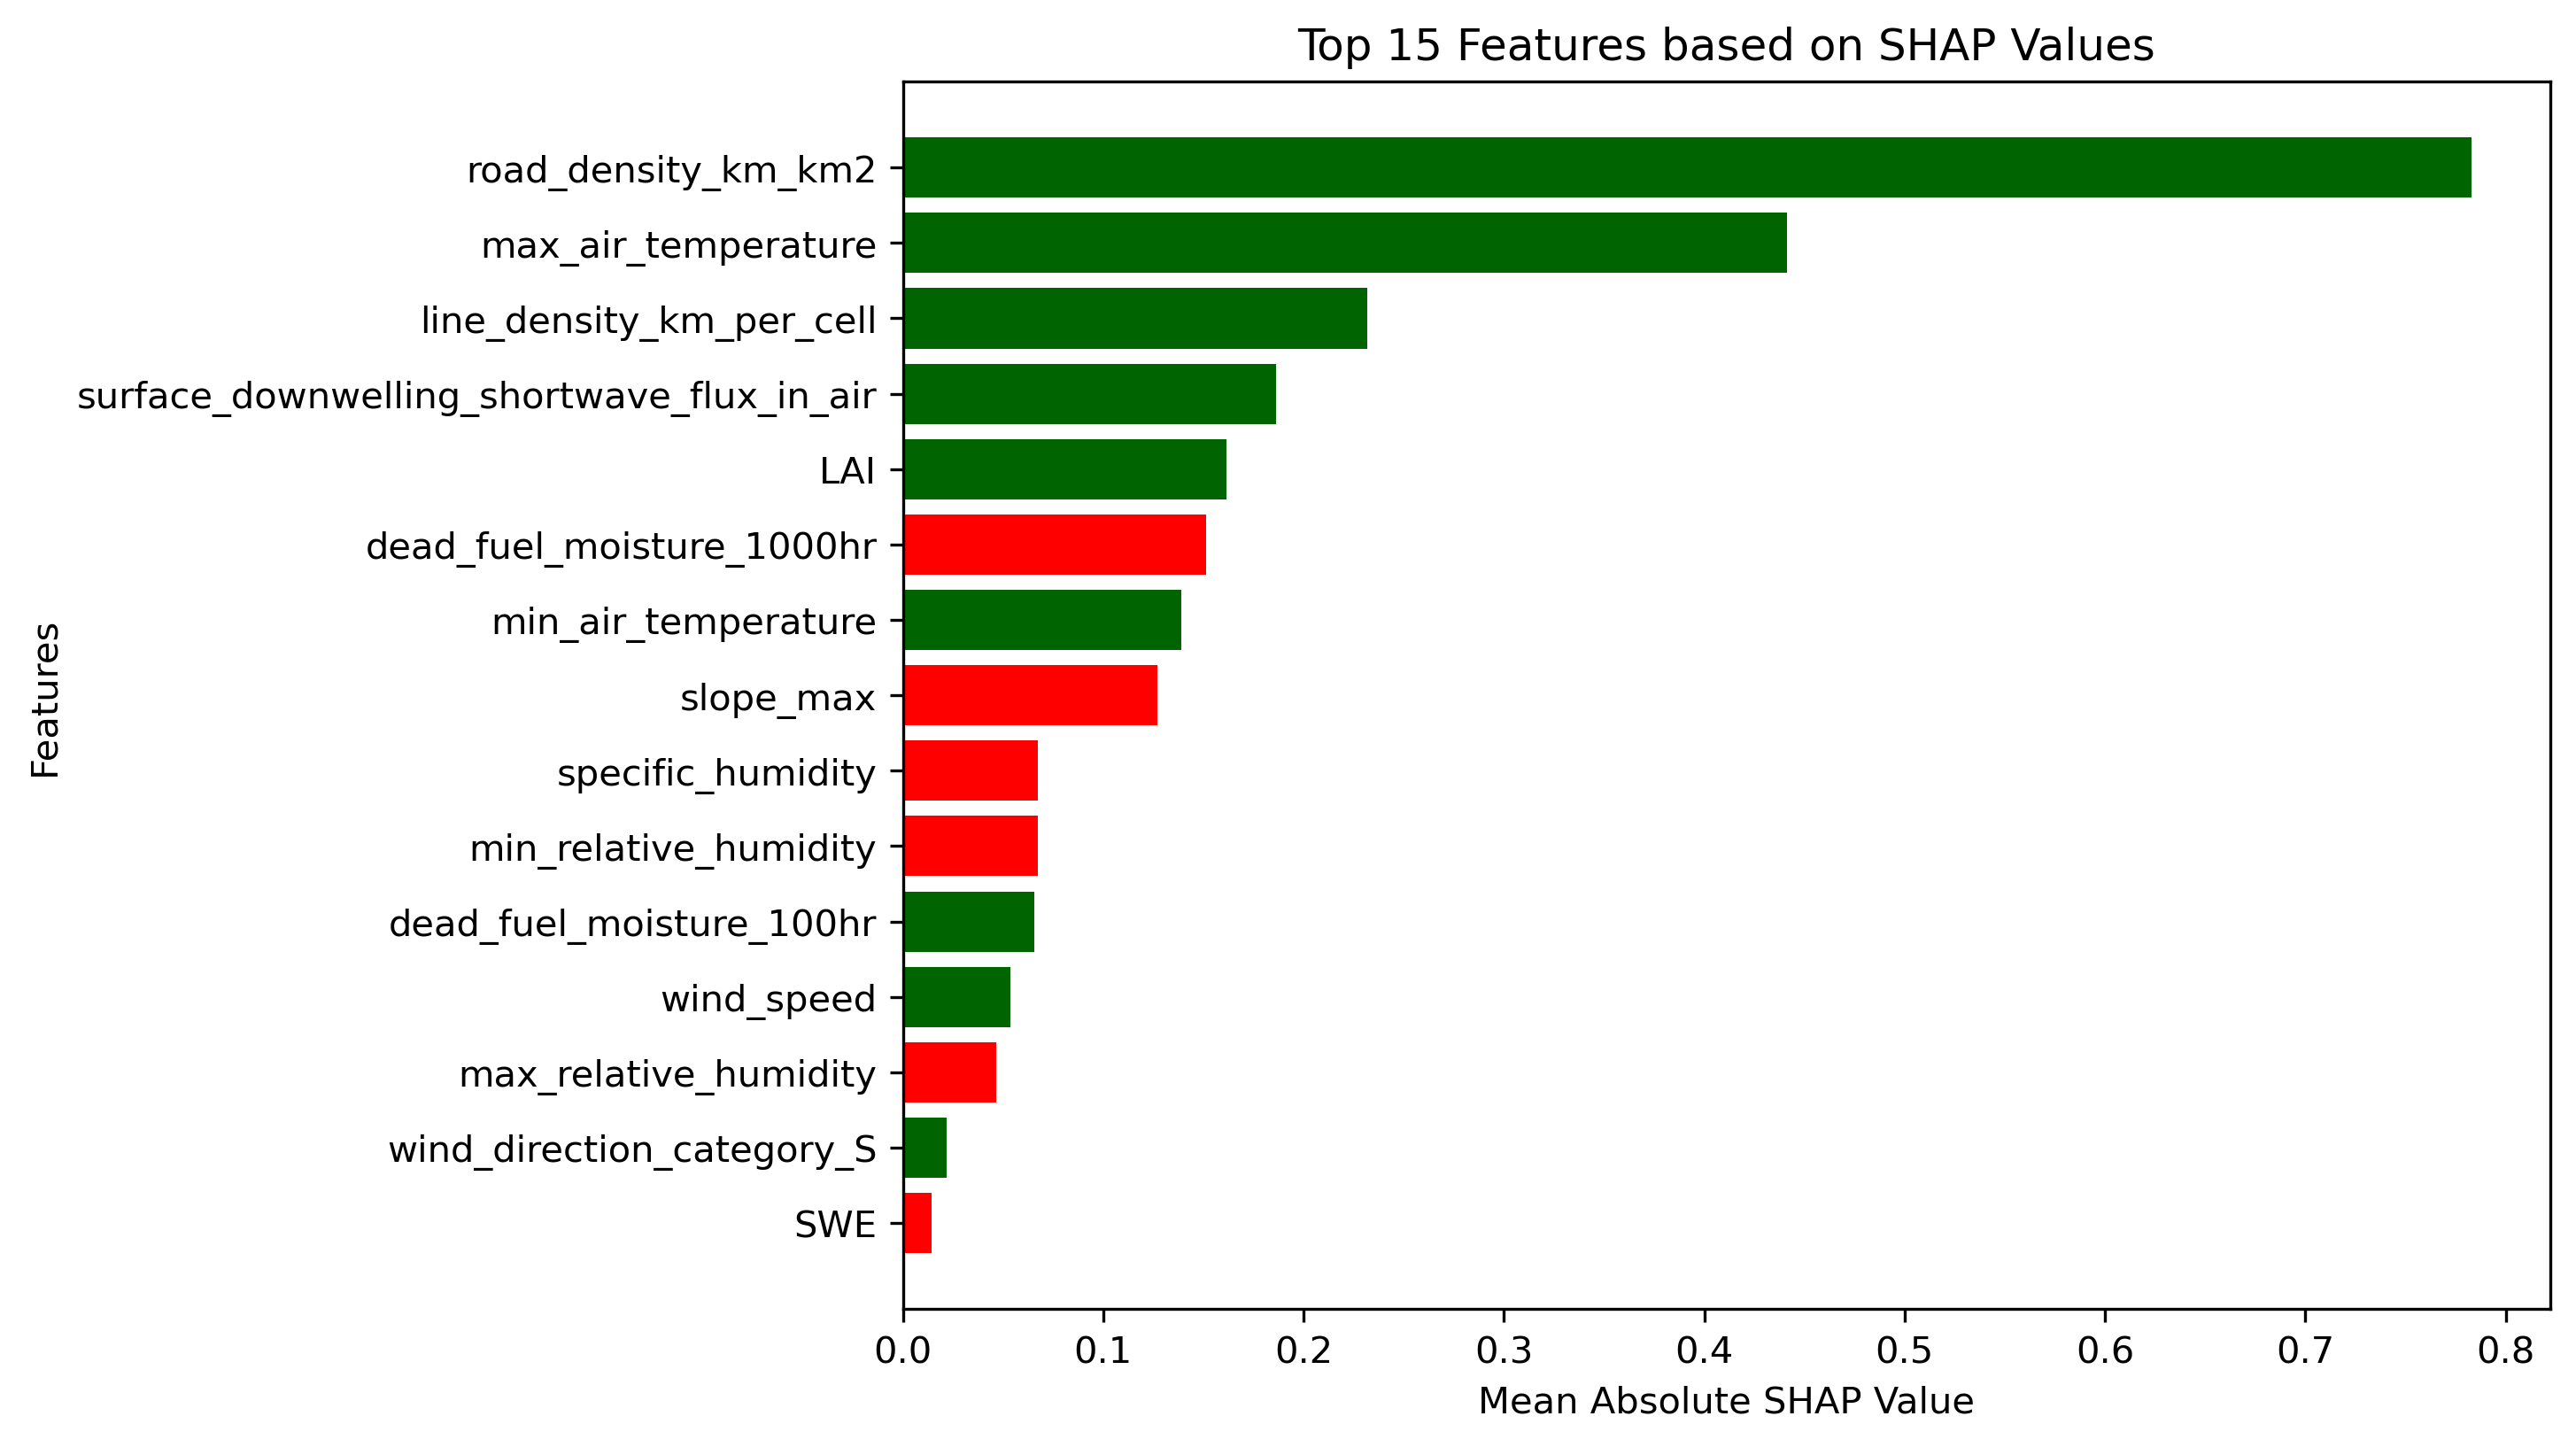 Top 15 Features based on SHAP Values
road_density_km_km2
max_air_temperature
line_density_km_per_cell
surface_downwelling_shortwave_flux_in_air
LAI
dead_fuel_moisture_1000hr
min_air_temperature
slope_max
specific_humidity
min_relative_humidity
dead_fuel_moisture_100hr
wind_speed
max_relative_humidity
wind_direction_category_S
SWE
Features
0.0 0.1 0.2 0.3 0.4 0.5 0.6 0.7 0.8
Mean Absolute SHAP Value